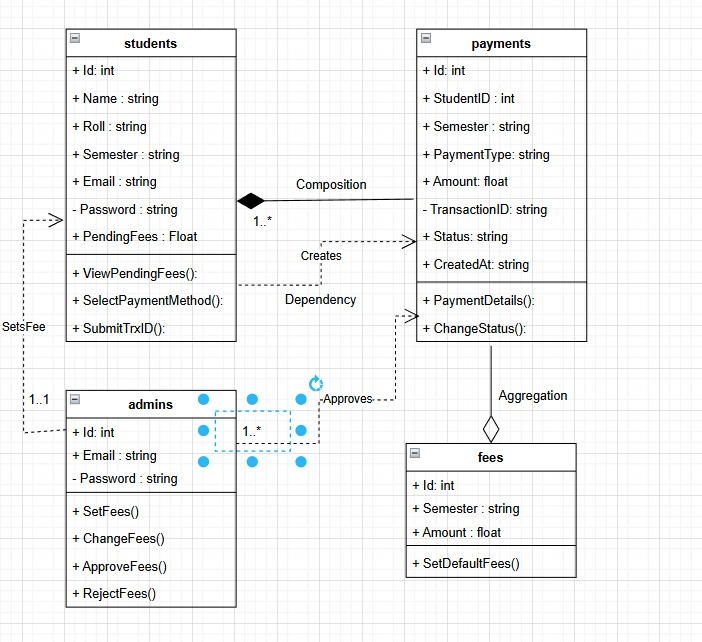 students
+ Id: int
+ Name : string
+ Roll : string
+ Semester : string
+ Email : string
- Password : string
+ PendingFees : Float
+ ViewPendingFees():
+ SelectPaymentMethod():
+ SubmitTrxID():
payments
+ Id: int
+ StudentID : int
+ Semester : string
+ PaymentType: string
+ Amount: float
- TransactionID: string
+ Status: string
+ CreatedAt: string
+ PaymentDetails():
+ ChangeStatus():
Composition
1..*
Creates
Dependency
SetsFee
1..1
Approves
1..*
Aggregation
admins
+ Id: int
+ Email : string
- Password : string
+ SetFees()
+ ChangeFees()
+ ApproveFees()
+ RejectFees()
fees
+ Id: int
+ Semester : string
+ Amount : float
+ SetDefaultFees()